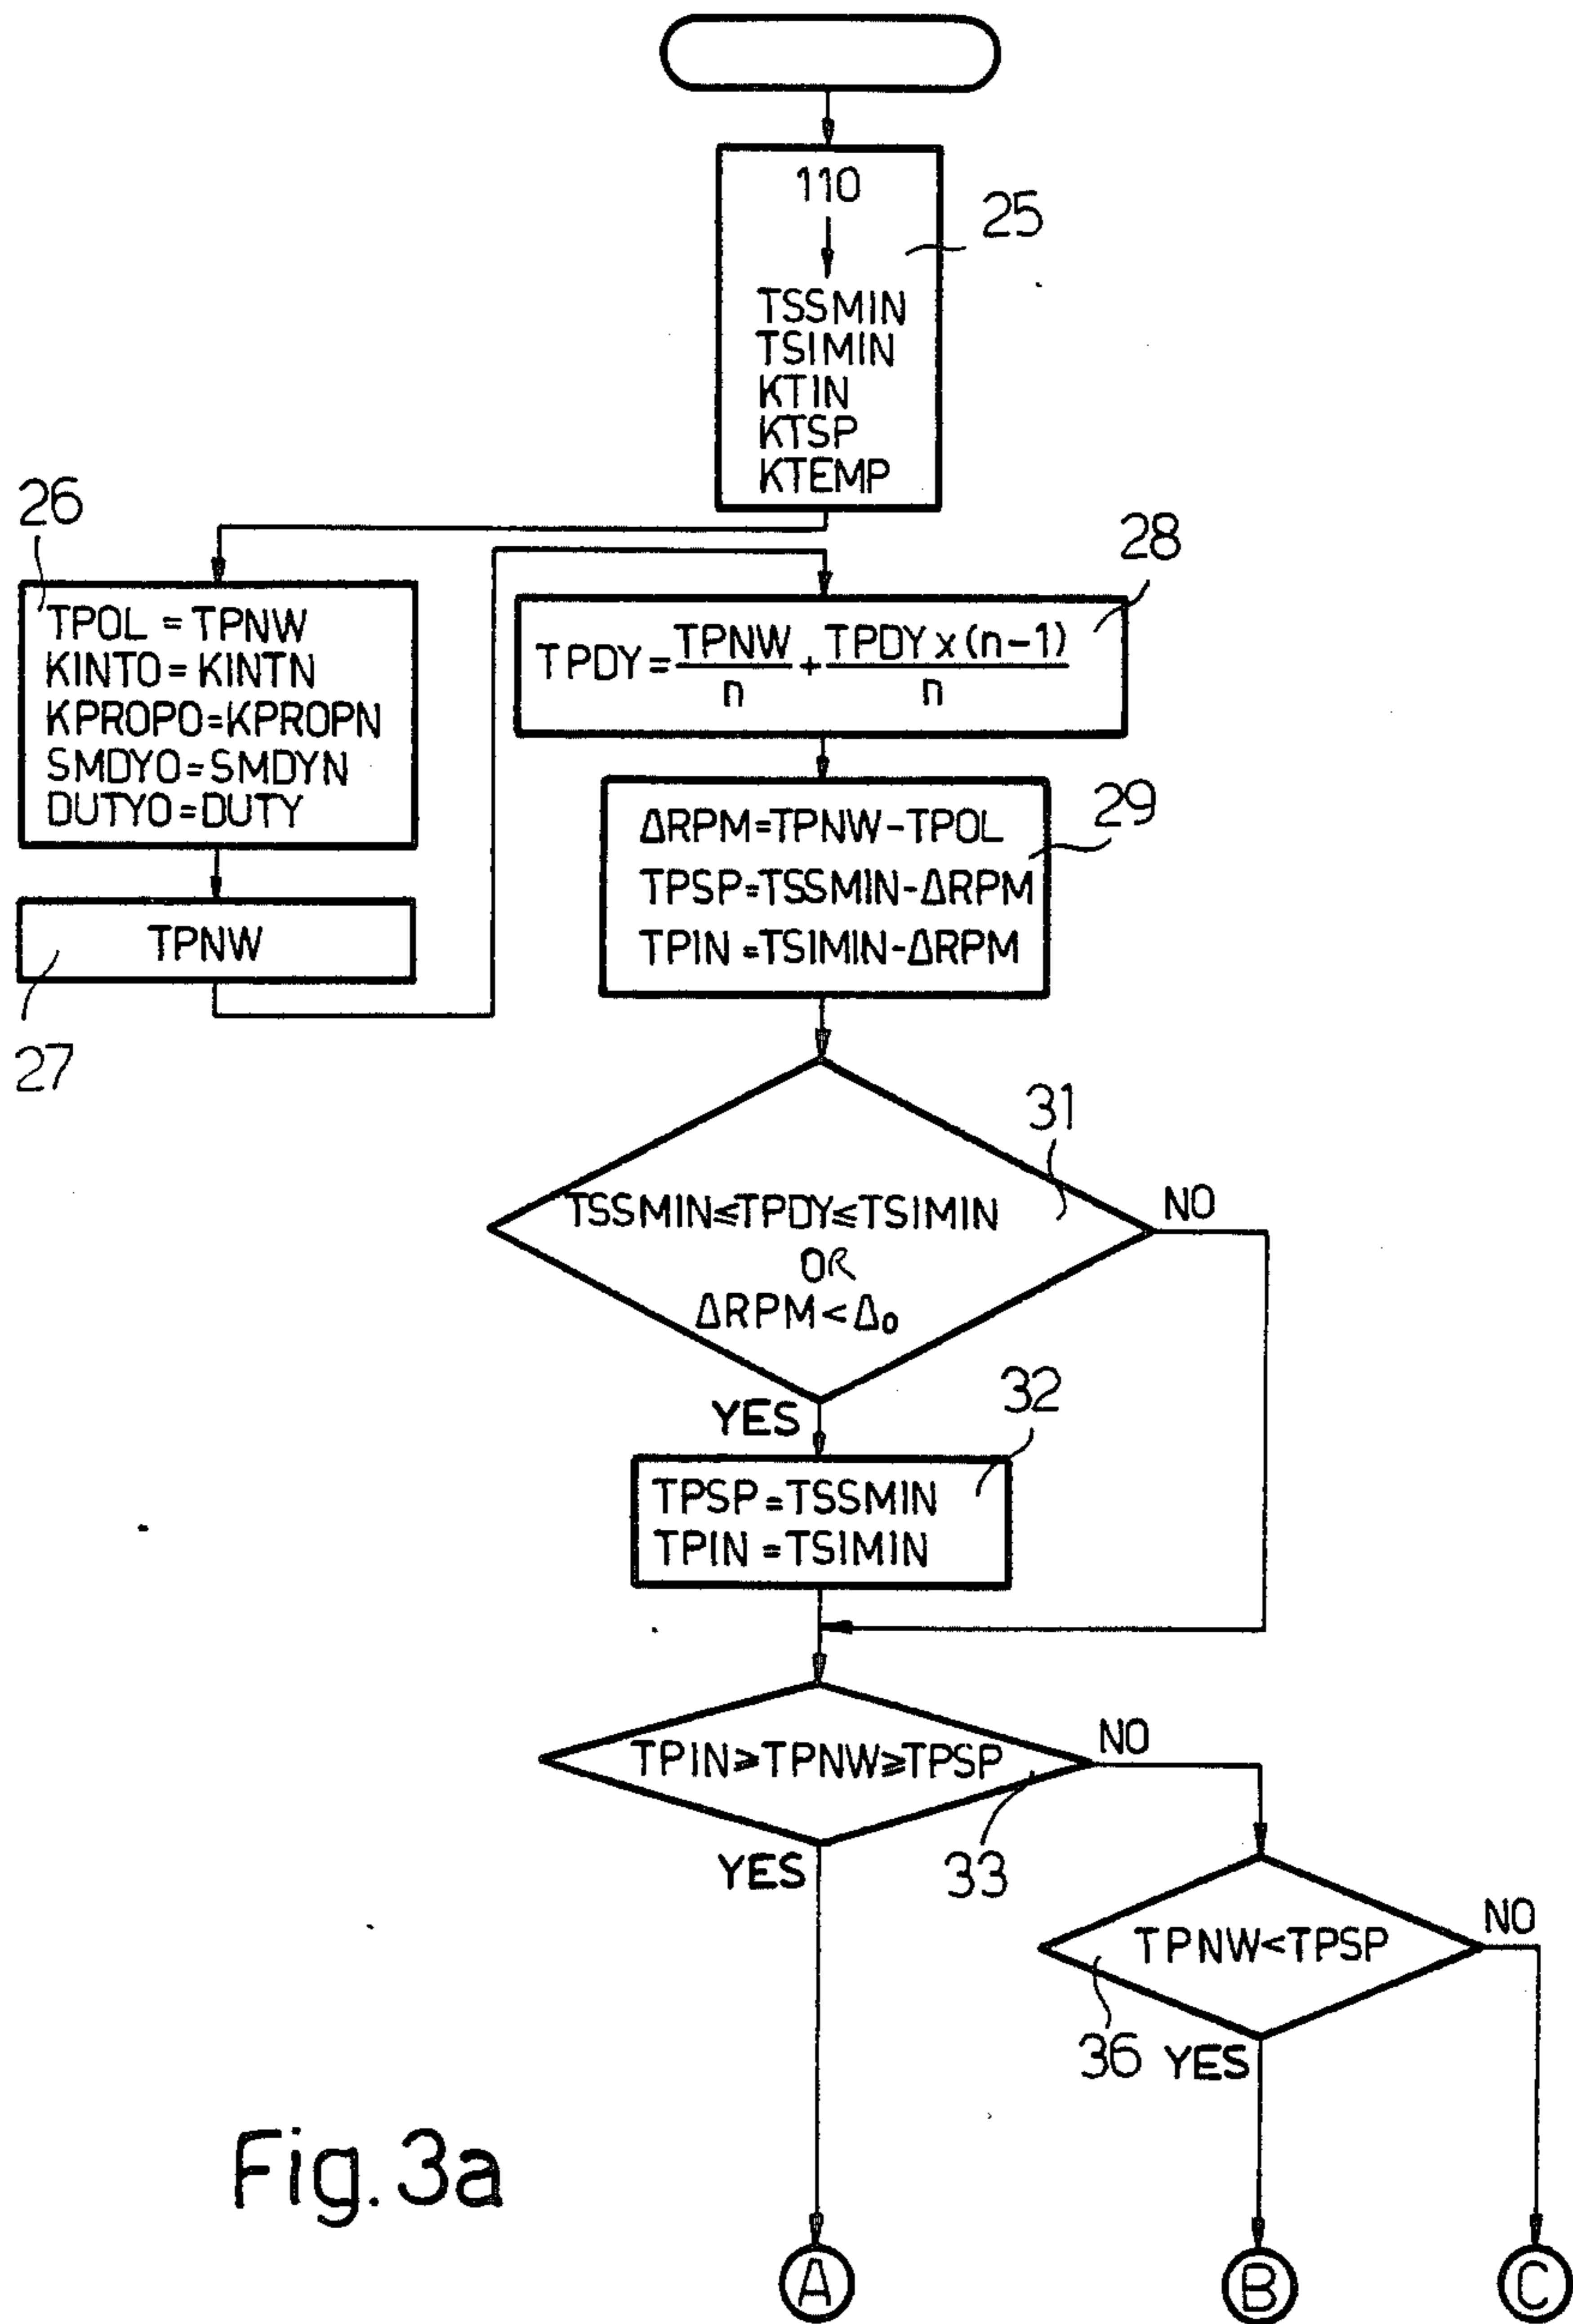 110
25
TSSMIN
TSIMIN
KTIN
KTSP
KTEMP
26
TPOL = TPNW
KINTO = KINTN
KPROPO=KPROPN
SMDYO=SMDYN
DUTYO=DUTY
TPNW
27
28
TPDY = TPNW/n + TPDY x (n-1)/n
29
ΔRPM=TPNW-TPOL
TPSP=TSSMIN-ΔRPM
TPIN =TSIMIN-ΔRPM
31
TSSMIN≤TPDY≤TSIMIN
OR
ΔRPM<Δ₀
NO
YES
32
TPSP=TSSMIN
TPIN =TSIMIN
TPIN≥TPNW≥TPSP
NO
YES
33
TPNW<TPSP
NO
36
YES
Fig. 3a
A
B
C